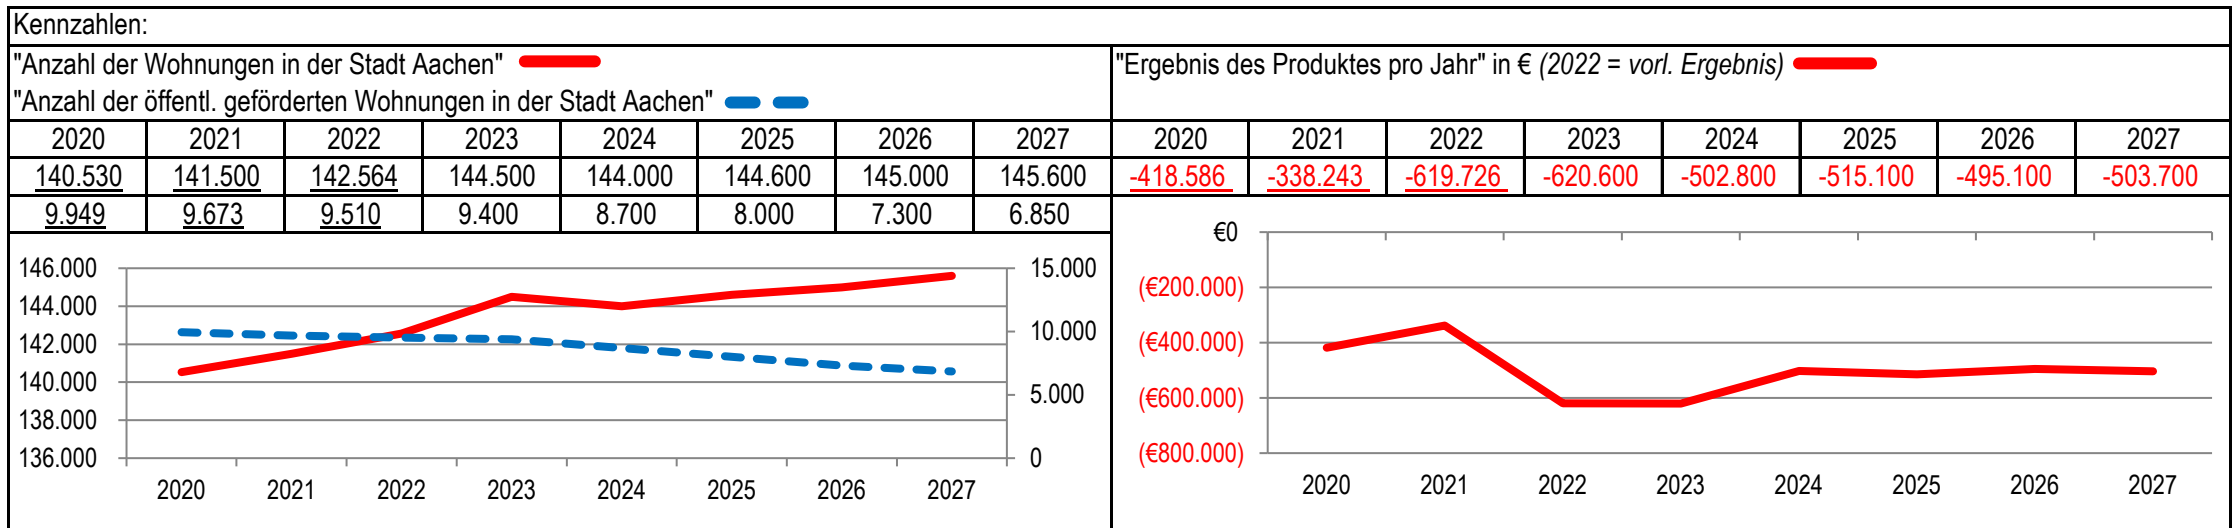 Kennzahlen:
"Anzahl der Wohnungen in der Stadt Aachen"
"Anzahl der öffentl. geförderten Wohnungen in der Stadt Aachen"
2020 2021 2022 2023 2024 2025 2026 2027
140.530 141.500 142.564 144.500 144.000 144.600 145.000 145.600
9.949 9.673 9.510 9.400 8.700 8.000 7.300 6.850
146.000
144.000
142.000
140.000
138.000
136.000
15.000
10.000
5.000
0
2020 2021 2022 2023 2024 2025 2026 2027
"Ergebnis des Produktes pro Jahr" in € (2022 = vorl. Ergebnis)
2020 2021 2022 2023 2024 2025 2026 2027
-418.586 -338.243 -619.726 -620.600 -502.800 -515.100 -495.100 -503.700
€0
(€200.000)
(€400.000)
(€600.000)
(€800.000)
2020 2021 2022 2023 2024 2025 2026 2027